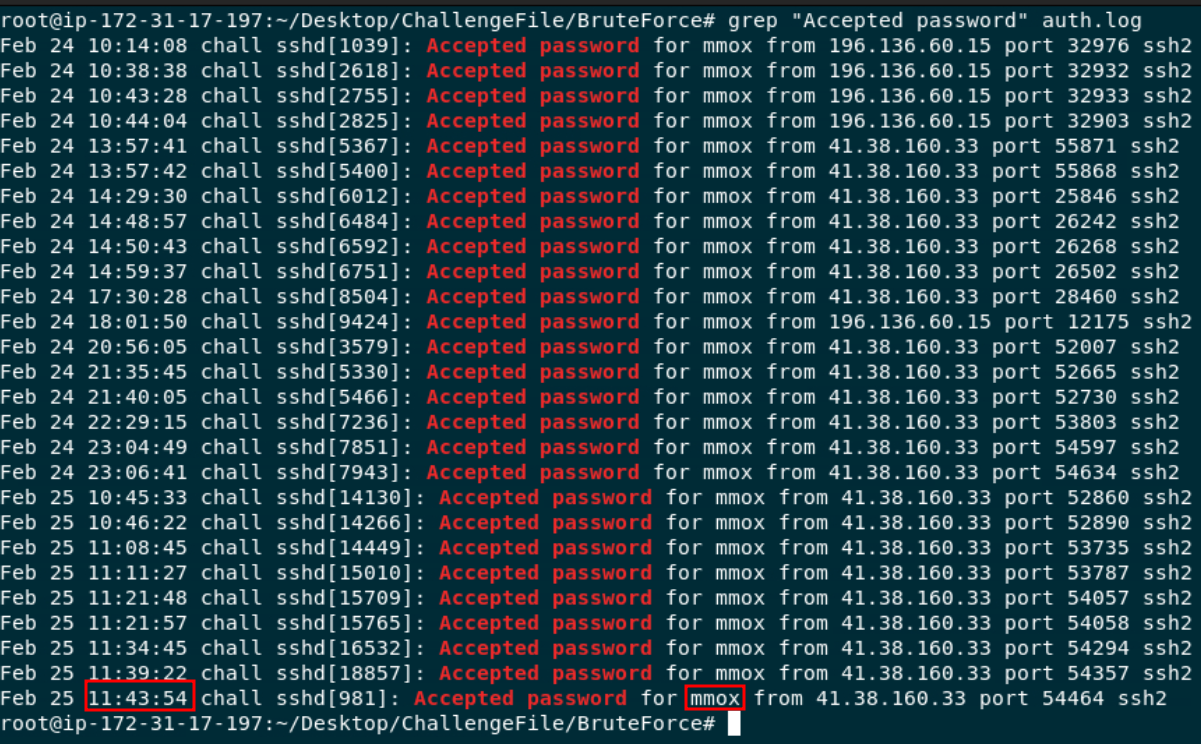 root@ip-172-31-17-197:~/Desktop/ChallengeFile/BruteForce# grep "Accepted password" auth.log
Feb 24 10:14:08 chall sshd[1039]: Accepted password for mmox from 196.136.60.15 port 32976 ssh2
Feb 24 10:38:38 chall sshd[2618]: Accepted password for mmox from 196.136.60.15 port 32932 ssh2
Feb 24 10:43:28 chall sshd[2755]: Accepted password for mmox from 196.136.60.15 port 32933 ssh2
Feb 24 10:44:04 chall sshd[2825]: Accepted password for mmox from 196.136.60.15 port 32903 ssh2
Feb 24 13:57:41 chall sshd[5367]: Accepted password for mmox from 41.38.160.33 port 55871 ssh2
Feb 24 13:57:42 chall sshd[5400]: Accepted password for mmox from 41.38.160.33 port 55868 ssh2
Feb 24 14:29:30 chall sshd[6012]: Accepted password for mmox from 41.38.160.33 port 25846 ssh2
Feb 24 14:48:57 chall sshd[6484]: Accepted password for mmox from 41.38.160.33 port 26242 ssh2
Feb 24 14:50:43 chall sshd[6592]: Accepted password for mmox from 41.38.160.33 port 26268 ssh2
Feb 24 14:59:37 chall sshd[6751]: Accepted password for mmox from 41.38.160.33 port 26502 ssh2
Feb 24 17:30:28 chall sshd[8504]: Accepted password for mmox from 41.38.160.33 port 28460 ssh2
Feb 24 18:01:50 chall sshd[9424]: Accepted password for mmox from 196.136.60.15 port 12175 ssh2
Feb 24 20:56:05 chall sshd[3579]: Accepted password for mmox from 41.38.160.33 port 52007 ssh2
Feb 24 21:35:45 chall sshd[5330]: Accepted password for mmox from 41.38.160.33 port 52665 ssh2
Feb 24 21:40:05 chall sshd[5466]: Accepted password for mmox from 41.38.160.33 port 52730 ssh2
Feb 24 22:29:15 chall sshd[7236]: Accepted password for mmox from 41.38.160.33 port 53803 ssh2
Feb 24 23:04:49 chall sshd[7851]: Accepted password for mmox from 41.38.160.33 port 54597 ssh2
Feb 24 23:06:41 chall sshd[7943]: Accepted password for mmox from 41.38.160.33 port 54634 ssh2
Feb 25 10:45:33 chall sshd[14130]: Accepted password for mmox from 41.38.160.33 port 52860 ssh2
Feb 25 10:46:22 chall sshd[14266]: Accepted password for mmox from 41.38.160.33 port 52890 ssh2
Feb 25 11:08:45 chall sshd[14449]: Accepted password for mmox from 41.38.160.33 port 53735 ssh2
Feb 25 11:11:27 chall sshd[15010]: Accepted password for mmox from 41.38.160.33 port 53787 ssh2
Feb 25 11:21:48 chall sshd[15709]: Accepted password for mmox from 41.38.160.33 port 54057 ssh2
Feb 25 11:21:57 chall sshd[15765]: Accepted password for mmox from 41.38.160.33 port 54058 ssh2
Feb 25 11:34:45 chall sshd[16532]: Accepted password for mmox from 41.38.160.33 port 54294 ssh2
Feb 25 11:39:22 chall sshd[18857]: Accepted password for mmox from 41.38.160.33 port 54357 ssh2
Feb 25 11:43:54 chall sshd[981]: Accepted password for mmox from 41.38.160.33 port 54464 ssh2
root@ip-172-31-17-197:~/Desktop/ChallengeFile/BruteForce#